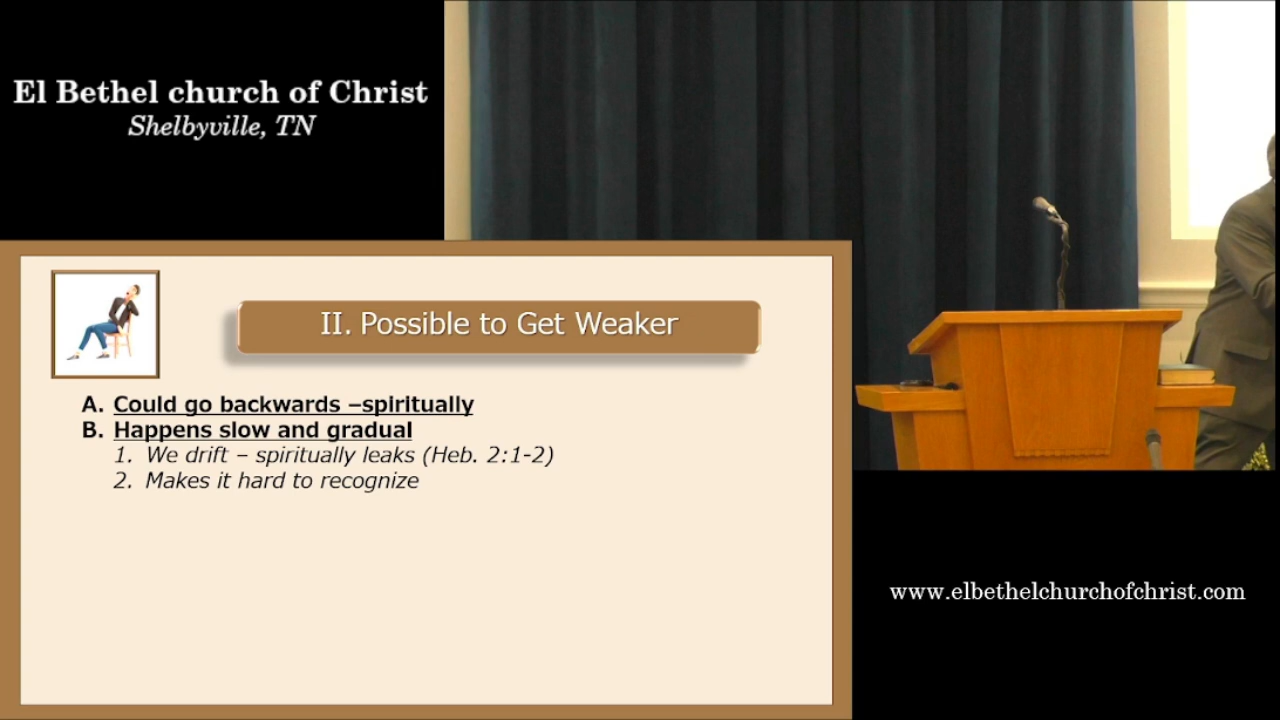 El Bethel church of Christ
Shelbyville, TN
II. Possible to Get Weaker
A. Could go backwards –spiritually
B. Happens slow and gradual
1. We drift – spiritually leaks (Heb. 2:1-2)
2. Makes it hard to recognize
www.elbethelchurchofchrist.com